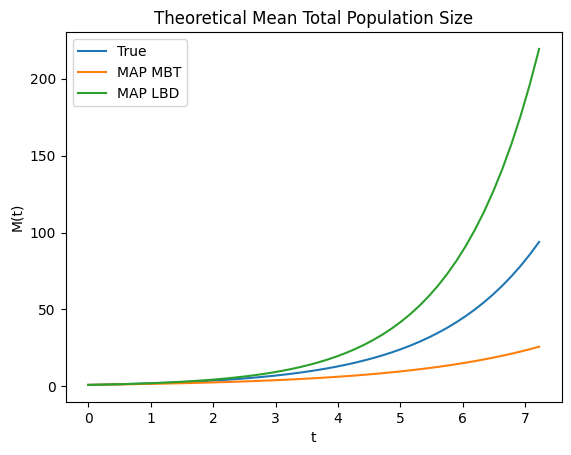 Theoretical Mean Total Population Size
True
MAP MBT
MAP LBD
200
150
100
50
0
M(t)
0 1 2 3 4 5 6 7
t